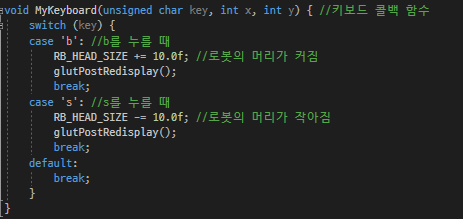 void MyKeyboard(unsigned char key, int x, int y) { //키보드 콜백 함수
    switch (key) {
    case 'b': //b를 누를 때
        RB_HEAD_SIZE += 10.0f; //로봇의 머리가 커짐
        glutPostRedisplay();
        break;
    case 's': //s를 누를 때
        RB_HEAD_SIZE -= 10.0f; //로봇의 머리가 작아짐
        glutPostRedisplay();
        break;
    default:
        break;
    }
}